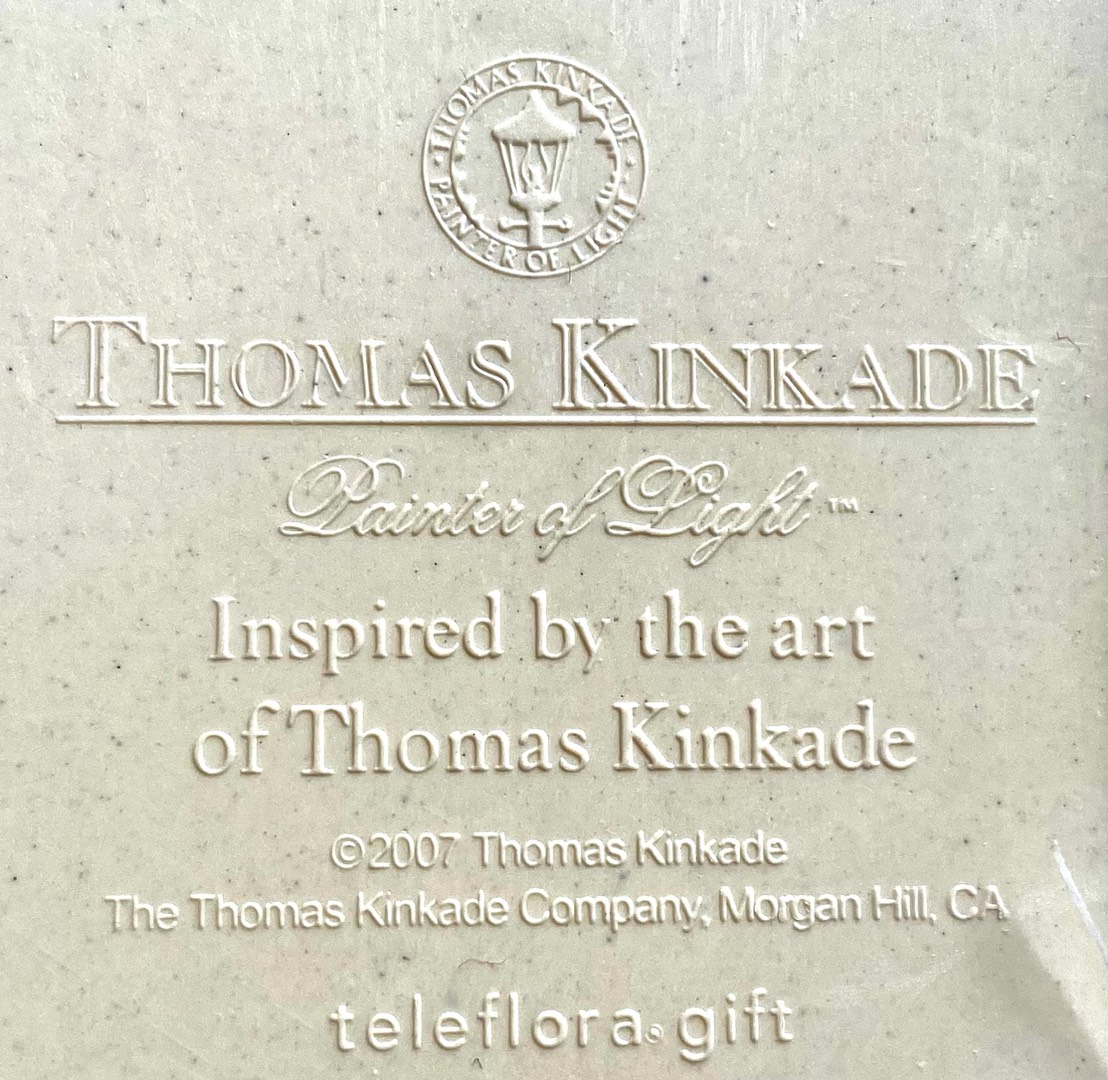 THOMAS KINKADE
PAINTER OF LIGHT
THOMAS KINKADE
Painter of Light™
Inspired by the art
of Thomas Kinkade
©2007 Thomas Kinkade
The Thomas Kinkade Company, Morgan Hill, CA
teleflora® gift